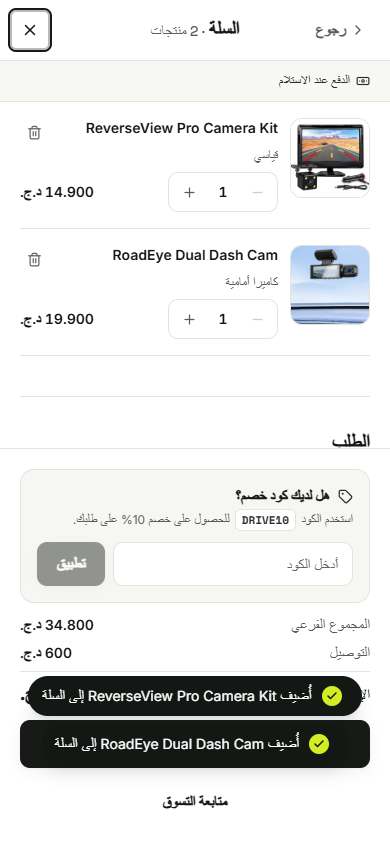 رجوع
السلة · 2 منتجات
الدفع عند الاستلام
ReverseView Pro Camera Kit
قياسي
1
14.900 د.ج.
RoadEye Dual Dash Cam
كاميرا أمامية
1
19.900 د.ج.
الطلب
هل لديك كود خصم؟
استخدم الكود DRIVE10 للحصول على خصم 10% على طلبك.
أدخل الكود
تطبيق
المجموع الفرعي
34.800 د.ج.
التوصيل
600 د.ج.
أُضيف ReverseView Pro Camera Kit إلى السلة
أُضيف RoadEye Dual Dash Cam إلى السلة
متابعة التسوق